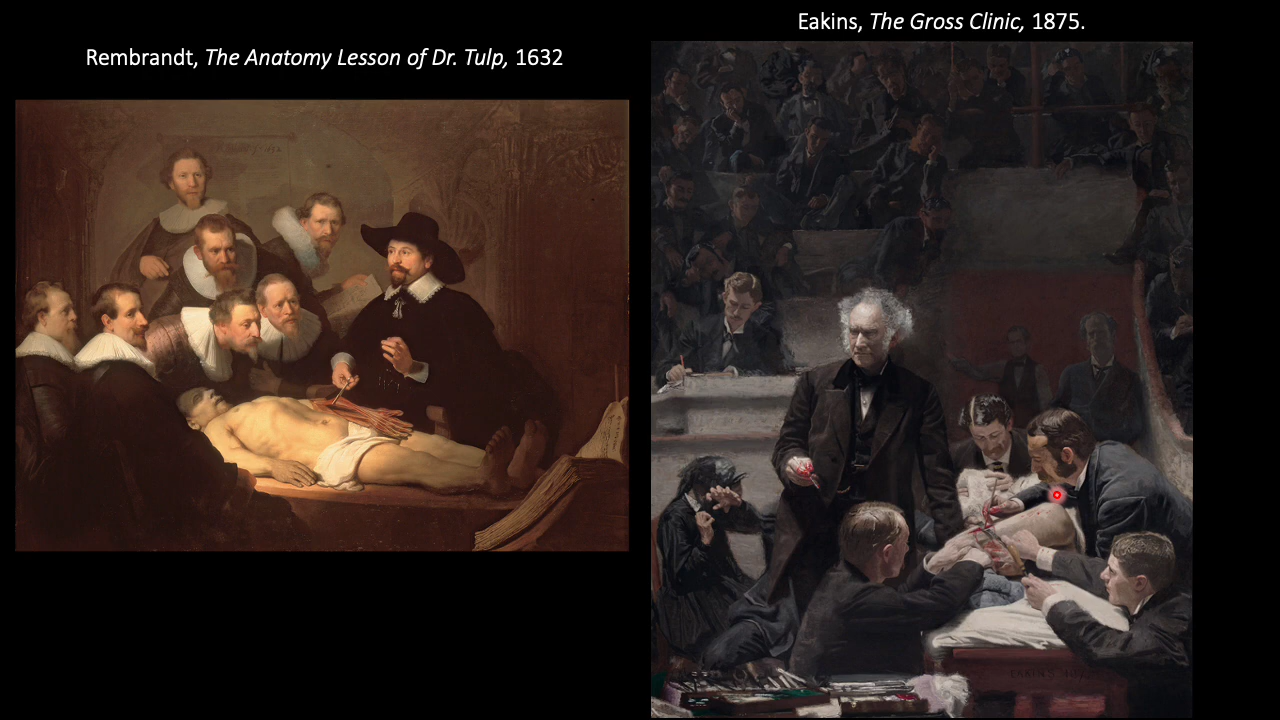 Rembrandt, The Anatomy Lesson of Dr. Tulp, 1632
Eakins, The Gross Clinic, 1875.